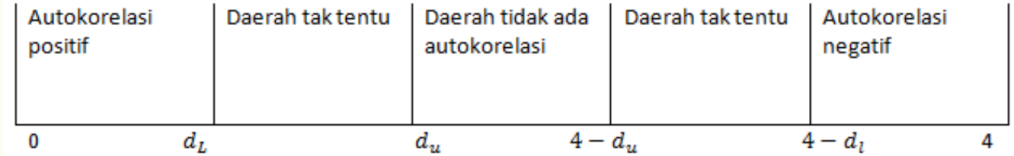 Autokorelasi positif
Daerah tak tentu
Daerah tidak ada autokorelasi
Daerah tak tentu
Autokorelasi negatif
0 d_L d_u 4 − d_u 4 − d_l 4